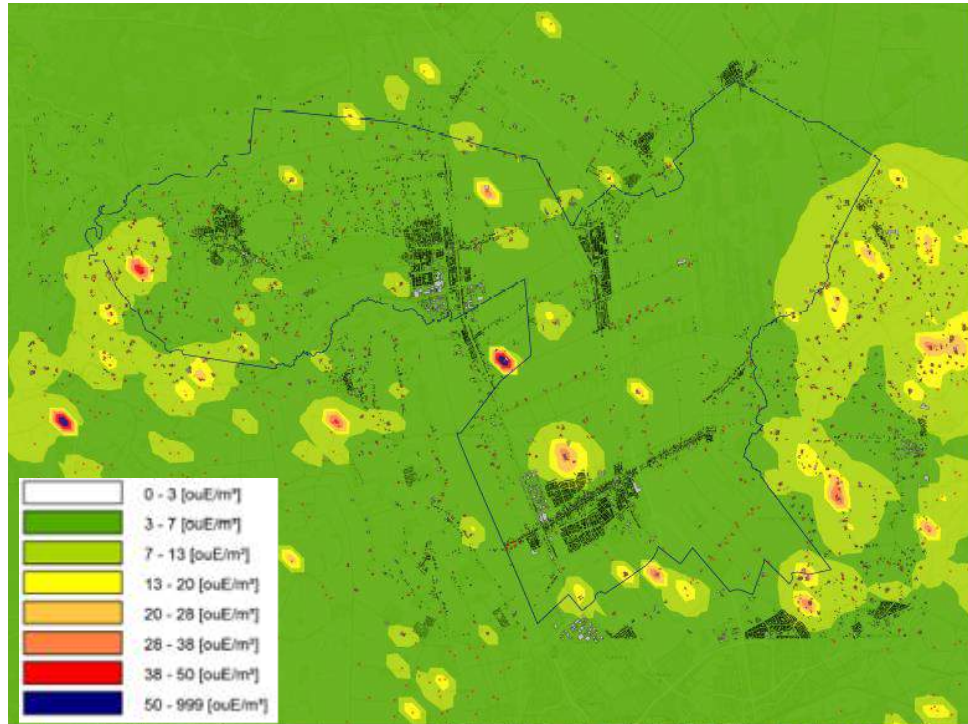 0 - 3 [ouE/m³]
3 - 7 [ouE/m³]
7 - 13 [ouE/m³]
13 - 20 [ouE/m³]
20 - 28 [ouE/m³]
28 - 38 [ouE/m³]
38 - 50 [ouE/m³]
50 - 999 [ouE/m³]